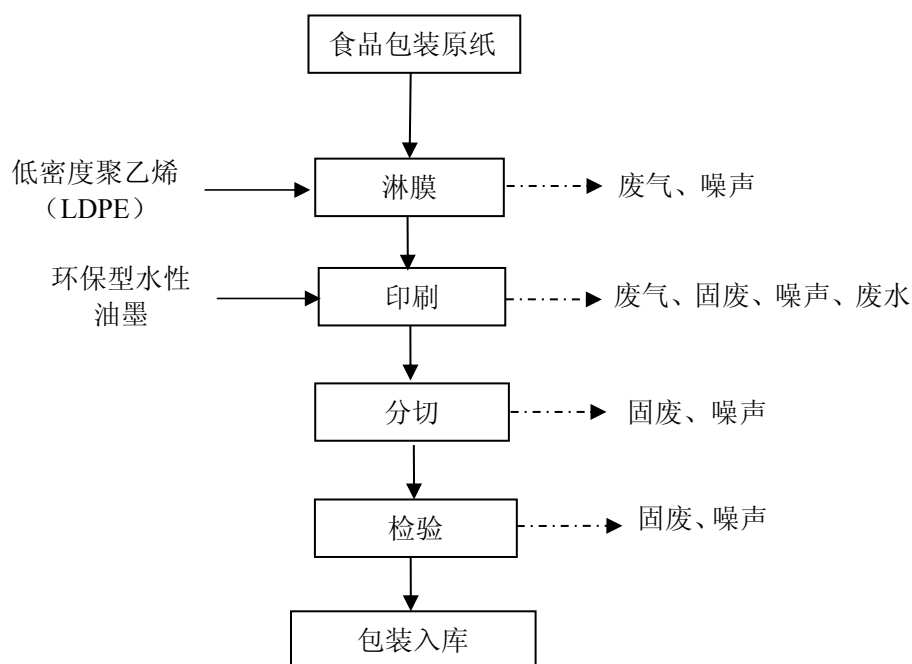 食品包装原纸
低密度聚乙烯
（LDPE）
淋膜
废气、噪声
环保型水性
油墨
印刷
废气、固废、噪声、废水
分切
固废、噪声
检验
固废、噪声
包装入库